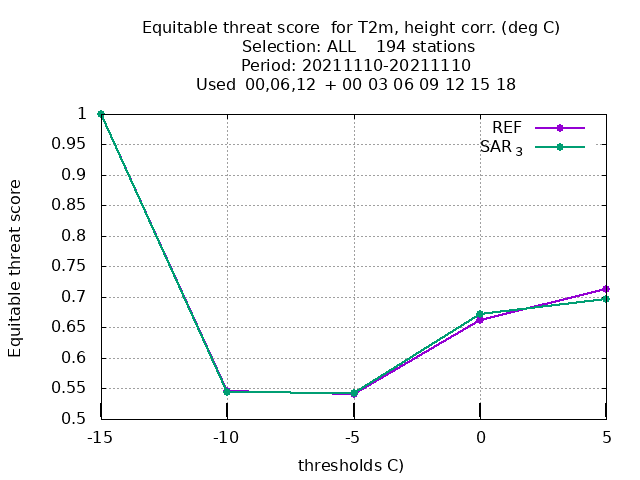 Equitable threat score  for T2m, height corr. (deg C)
Selection: ALL    194 stations
Period: 20211110-20211110
Used  00,06,12  + 00 03 06 09 12 15 18
REF
SAR 3
1
0.95
0.9
0.85
0.8
0.75
0.7
0.65
0.6
0.55
0.5
Equitable threat score
-15 -10 -5 0 5
thresholds C)